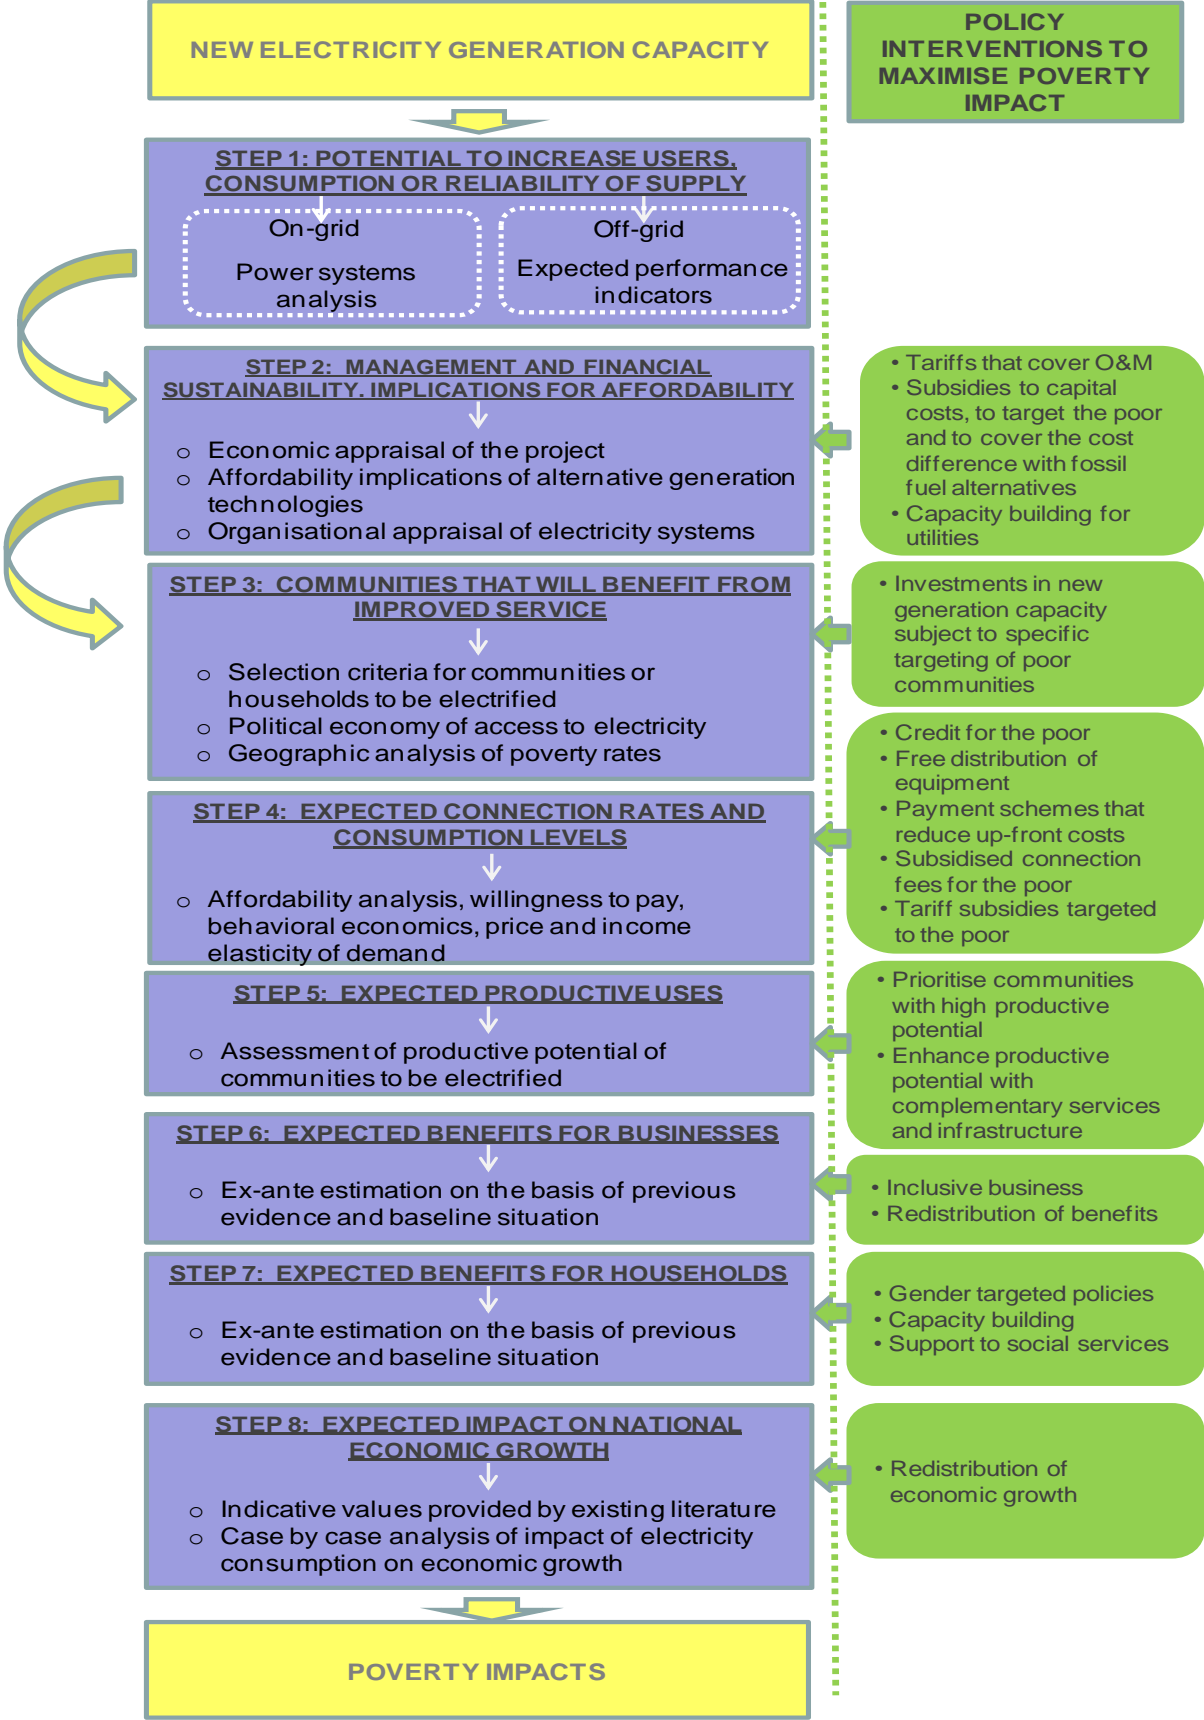 NEW ELECTRICITY GENERATION CAPACITY
POLICY
INTERVENTIONS TO
MAXIMISE POVERTY
IMPACT
STEP 1: POTENTIAL TO INCREASE USERS,
CONSUMPTION OR RELIABILITY OF SUPPLY
On-grid
Power systems
analysis
Off-grid
Expected performance
indicators
STEP 2: MANAGEMENT AND FINANCIAL
SUSTAINABILITY. IMPLICATIONS FOR AFFORDABILITY
o Economic appraisal of the project
o Affordability implications of alternative generation
technologies
o Organisational appraisal of electricity systems
• Tariffs that cover O&M
• Subsidies to capital
costs, to target the poor
and to cover the cost
difference with fossil
fuel alternatives
• Capacity building for
utilities
STEP 3: COMMUNITIES THAT WILL BENEFIT FROM
IMPROVED SERVICE
o Selection criteria for communities or
households to be electrified
o Political economy of access to electricity
o Geographic analysis of poverty rates
• Investments in new
generation capacity
subject to specific
targeting of poor
communities
STEP 4: EXPECTED CONNECTION RATES AND
CONSUMPTION LEVELS
o Affordability analysis, willingness to pay,
behavioral economics, price and income
elasticity of demand
• Credit for the poor
• Free distribution of
equipment
• Payment schemes that
reduce up-front costs
• Subsidised connection
fees for the poor
• Tariff subsidies targeted
to the poor
STEP 5: EXPECTED PRODUCTIVE USES
o Assessment of productive potential of
communities to be electrified
• Prioritise communities
with high productive
potential
• Enhance productive
potential with
complementary services
and infrastructure
STEP 6: EXPECTED BENEFITS FOR BUSINESSES
o Ex-ante estimation on the basis of previous
evidence and baseline situation
• Inclusive business
• Redistribution of benefits
STEP 7: EXPECTED BENEFITS FOR HOUSEHOLDS
o Ex-ante estimation on the basis of previous
evidence and baseline situation
• Gender targeted policies
• Capacity building
• Support to social services
STEP 8: EXPECTED IMPACT ON NATIONAL
ECONOMIC GROWTH
o Indicative values provided by existing literature
o Case by case analysis of impact of electricity
consumption on economic growth
• Redistribution of
economic growth
POVERTY IMPACTS